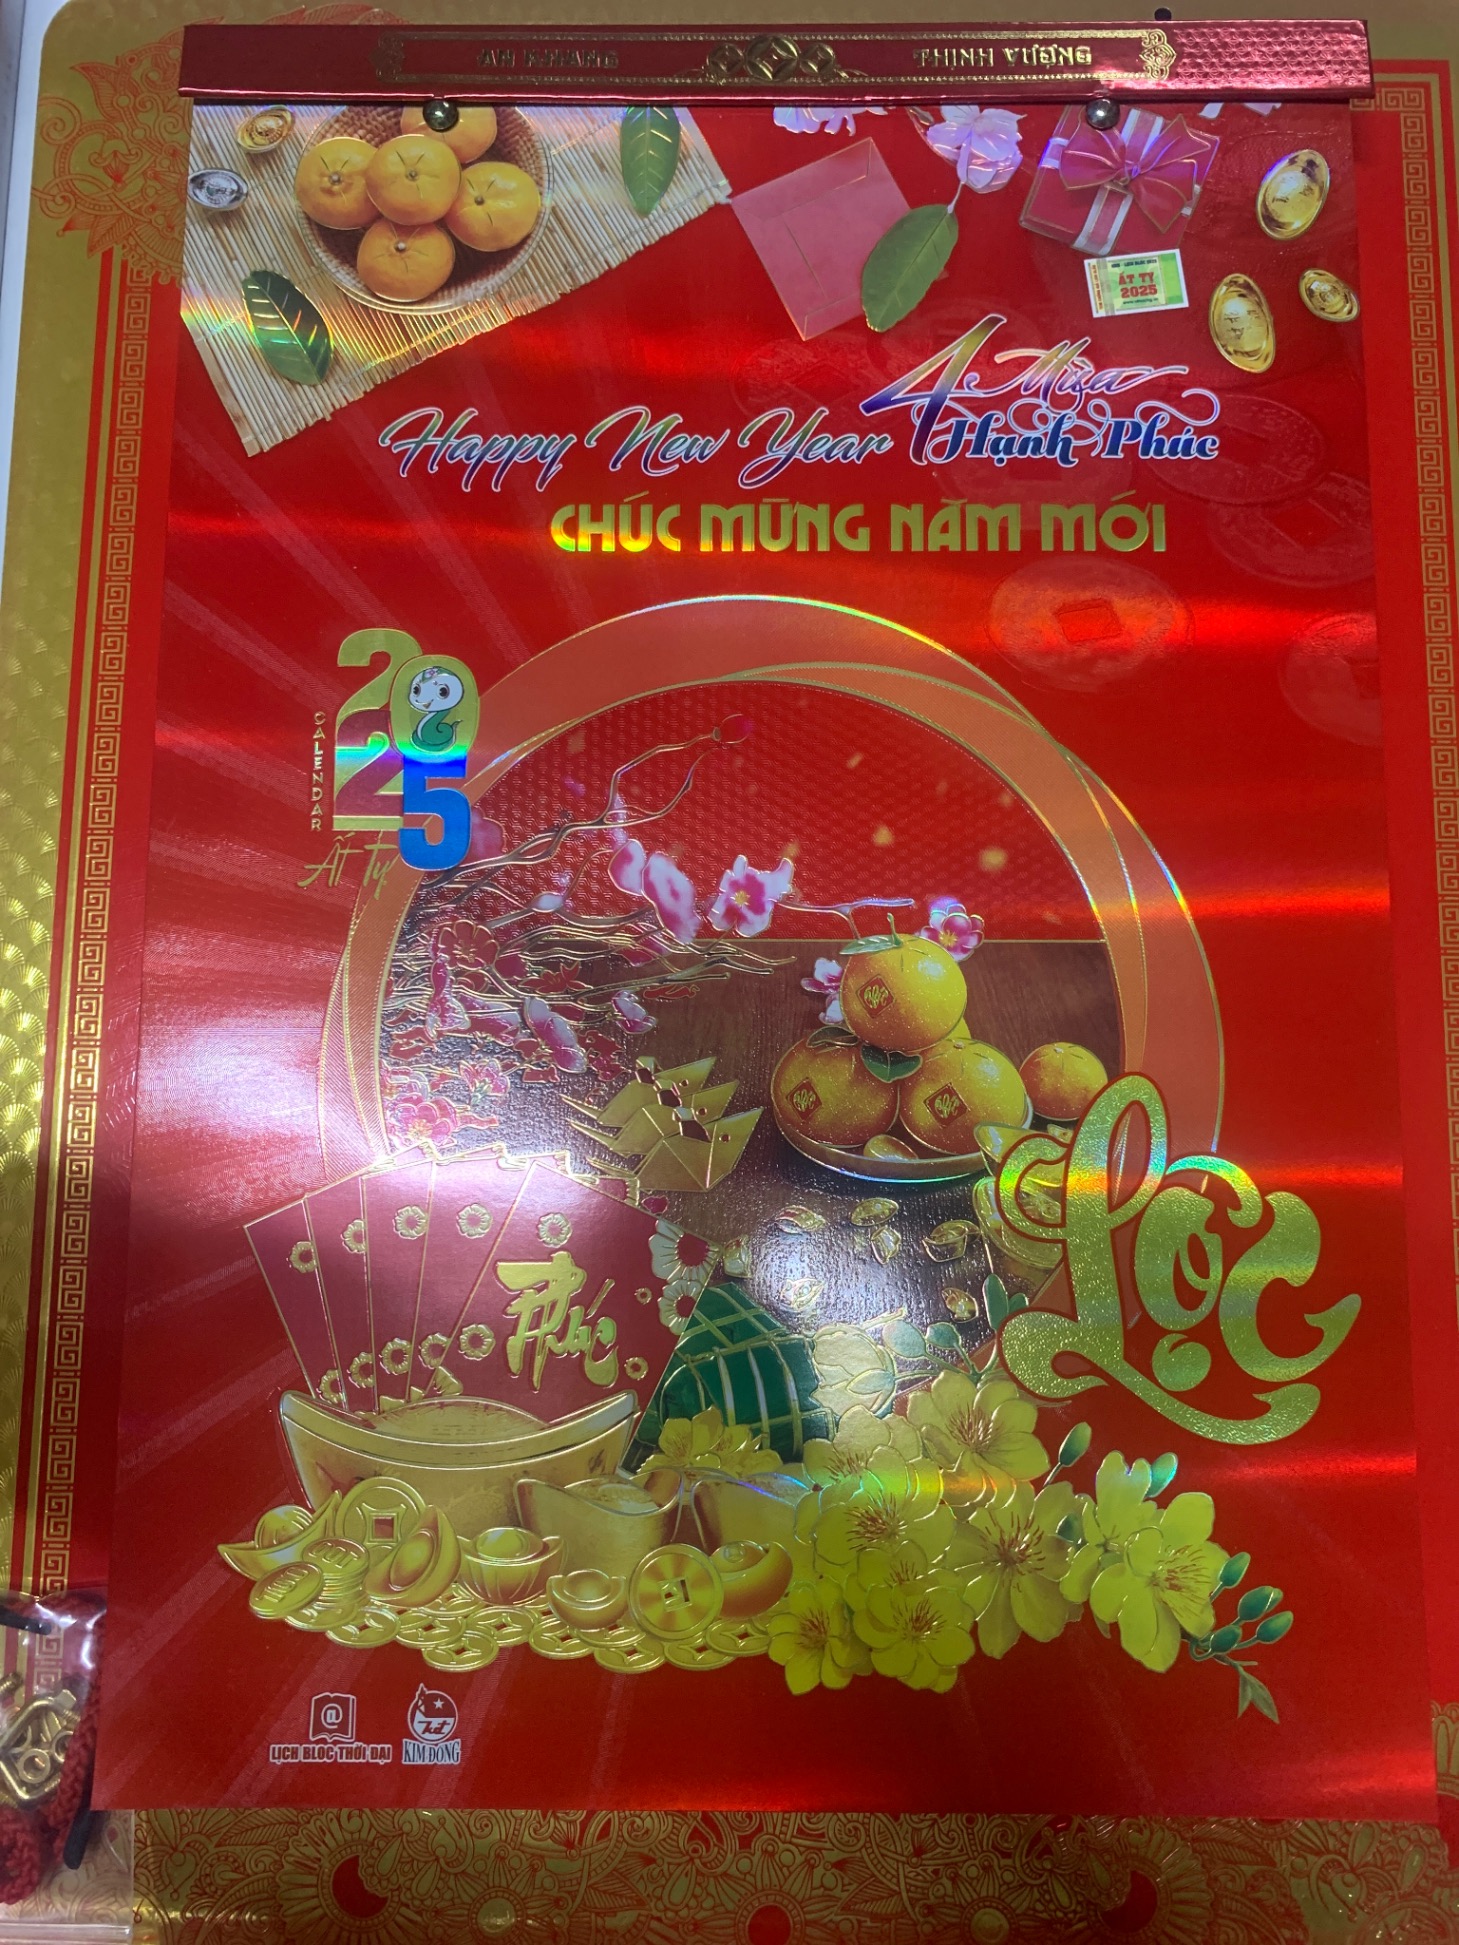 AN KHANG THỊNH VƯỢNG
ẤT TỴ
2025
Happy New Year 4 Mùa
Hạnh Phúc
CHÚC MỪNG NĂM MỚI
2025
CALENDAR
Ất Tỵ
Lộc
Phúc
@
Kết
LỊCH BLOC THỜI ĐẠI
KIM ĐỒNG